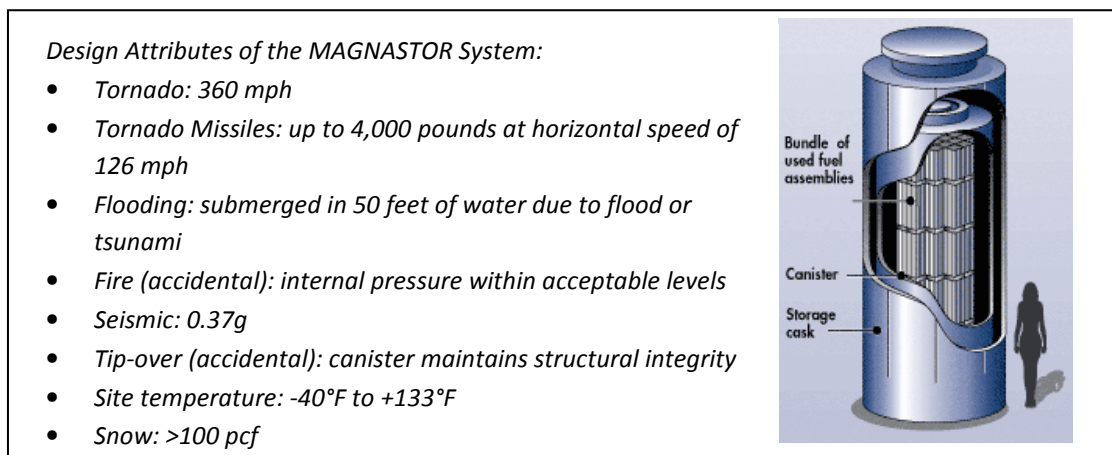 Design Attributes of the MAGNASTOR System:
• Tornado: 360 mph
• Tornado Missiles: up to 4,000 pounds at horizontal speed of
126 mph
• Flooding: submerged in 50 feet of water due to flood or
tsunami
• Fire (accidental): internal pressure within acceptable levels
• Seismic: 0.37g
• Tip-over (accidental): canister maintains structural integrity
• Site temperature: -40°F to +133°F
• Snow: >100 pcf
Bundle of
used fuel
assemblies
Canister
Storage
cask